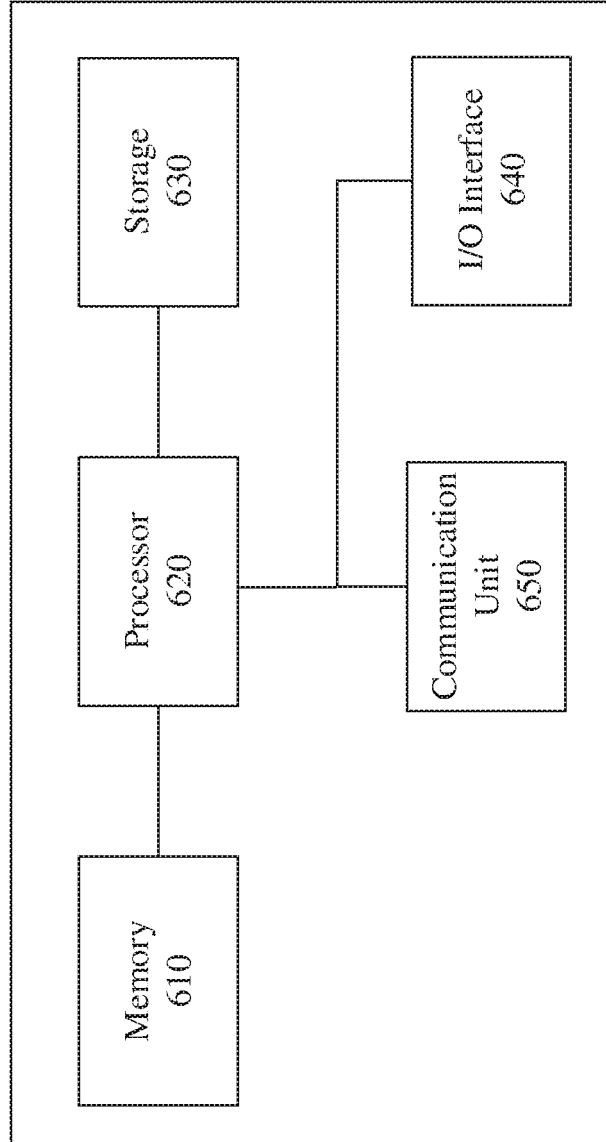 Memory
610
Processor
620
Storage
630
Communication
Unit
650
I/O Interface
640